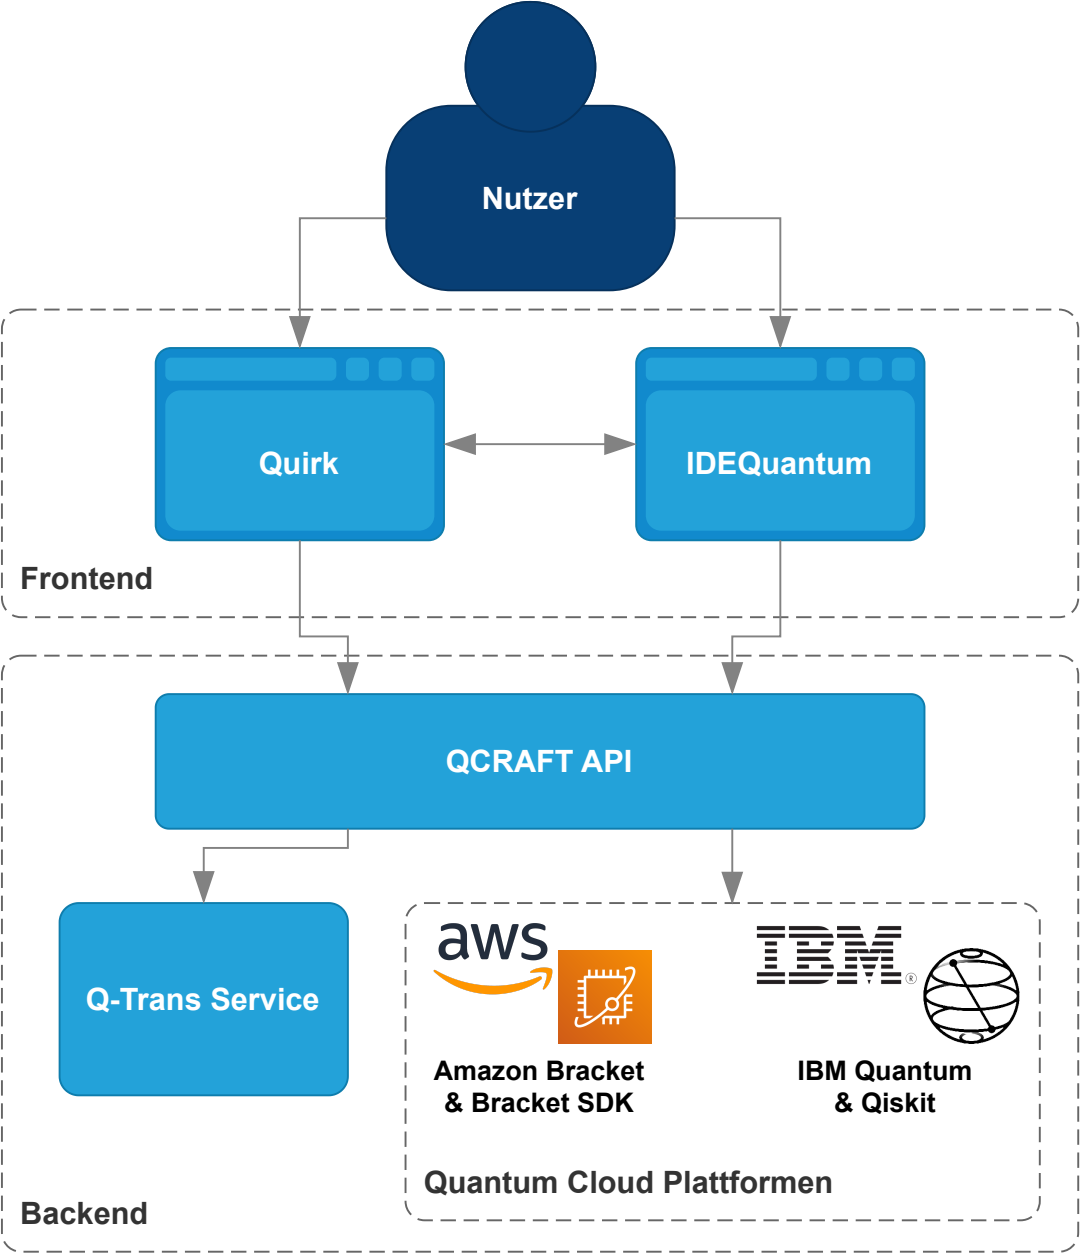 Nutzer
Quirk
IDEQuantum
Frontend
QCRAFT API
Q-Trans Service
aws
IBM®
Amazon Bracket
& Bracket SDK
IBM Quantum
& Qiskit
Quantum Cloud Plattformen
Backend